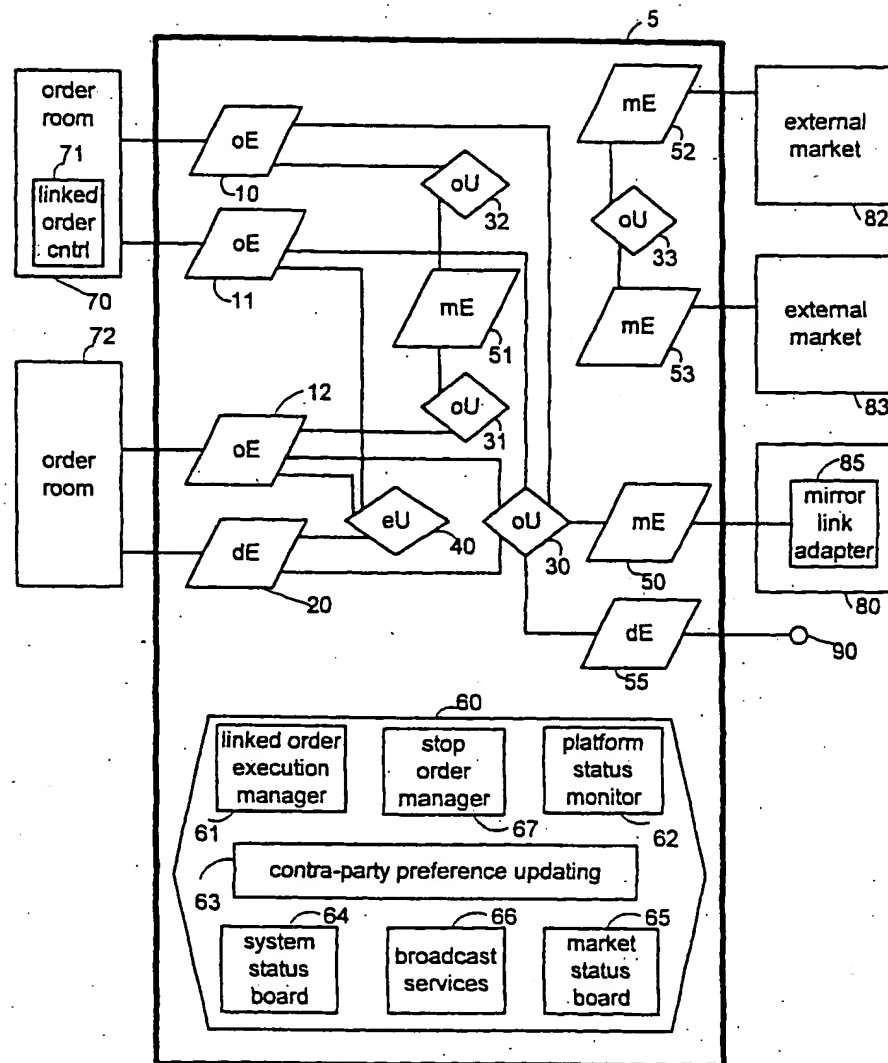 5
order
room
71
linked
order
cntrl
70
oE
10
oE
11
oU
32
mE
51
oU
31
mE
52
oU
33
mE
53
external
market
82
external
market
83
72
order
room
12
oE
dE
20
eU
40
oU
30
mE
50
dE
55
85
mirror
link
adapter
80
90
60
linked order
execution
manager
61
stop
order
manager
67
platform
status
monitor
62
63
contra-party preference updating
64
system
status
board
66
broadcast
services
65
market
status
board